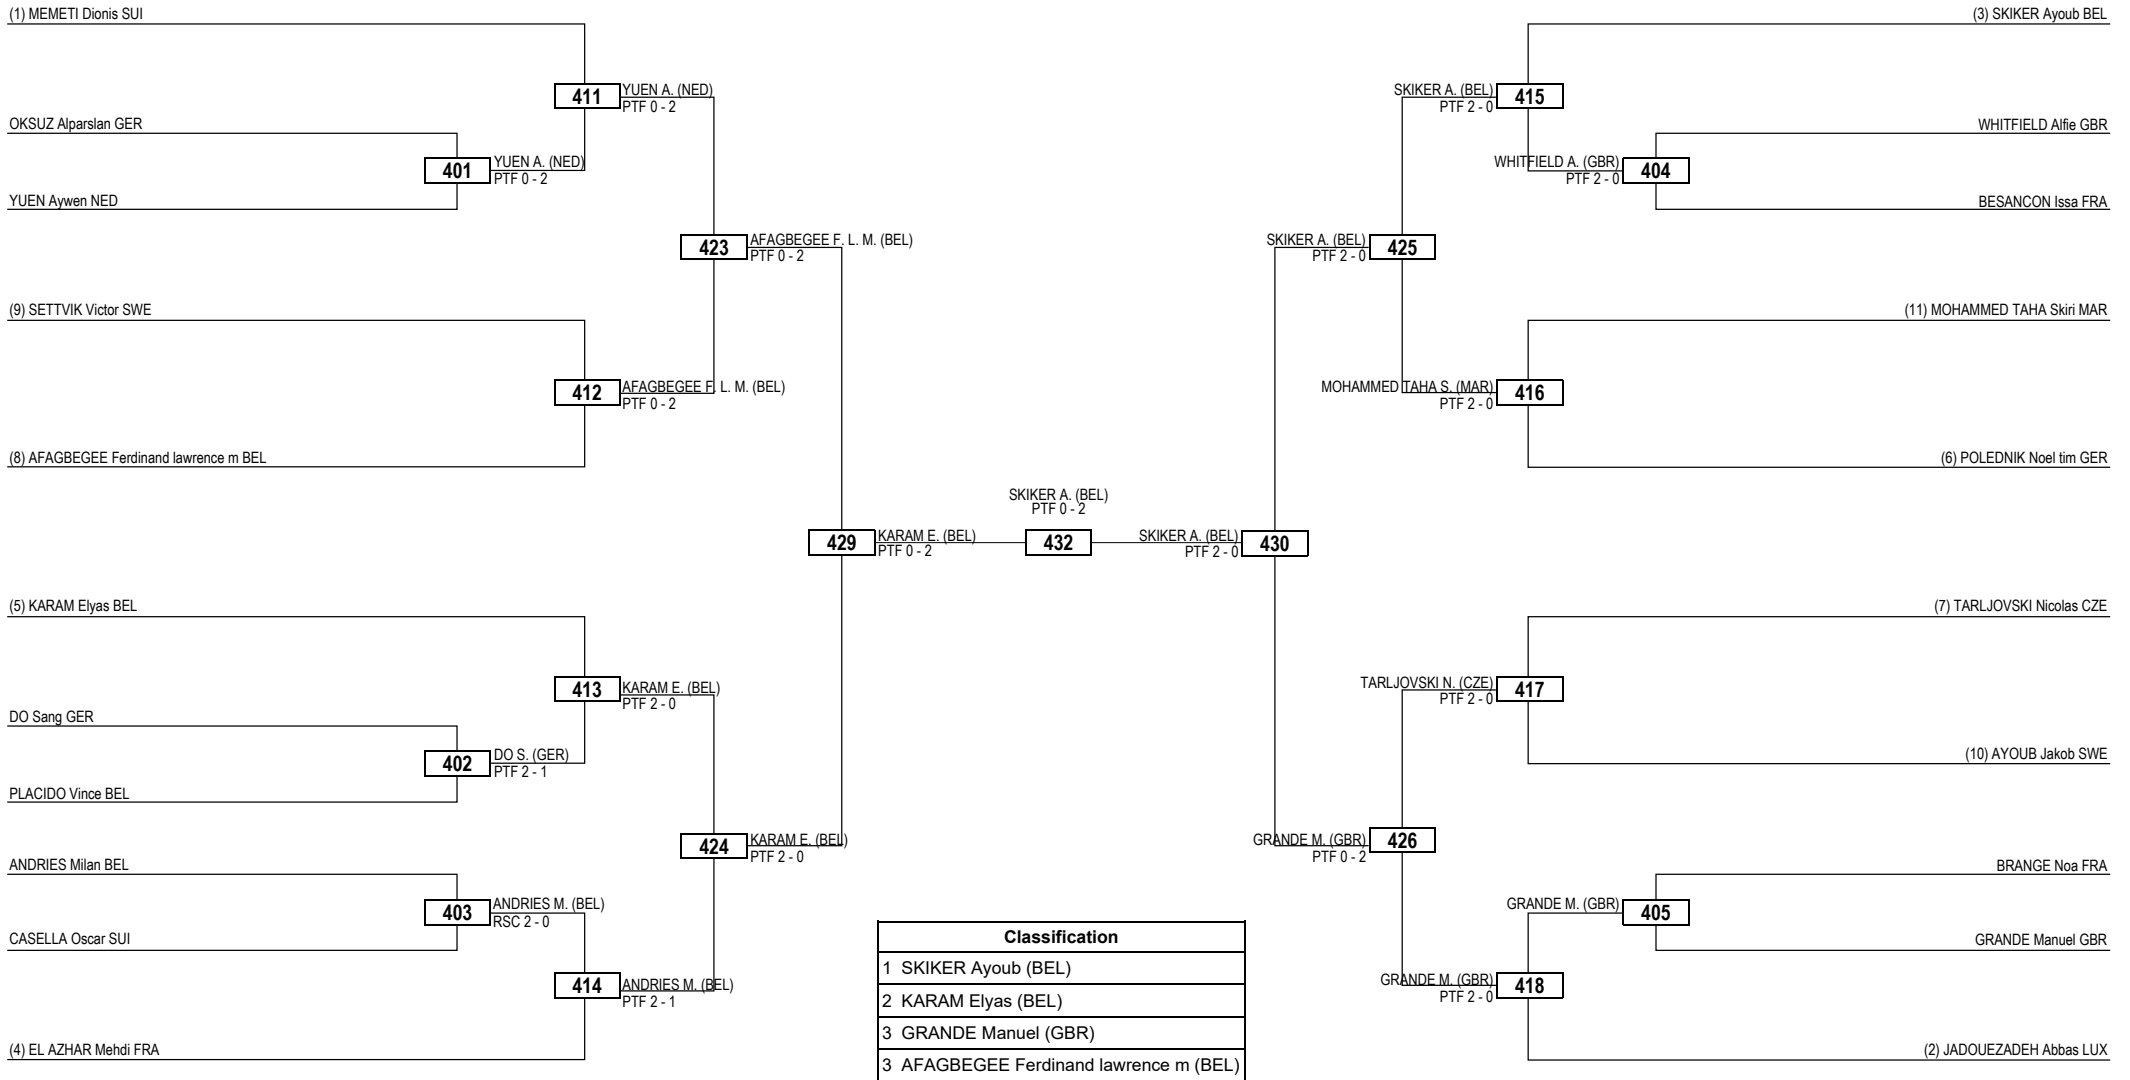 (1) MEMETI Dionis SUI
411
YUEN A. (NED)
PTF 0 - 2
OKSUZ Alparslan GER
401
YUEN A. (NED)
PTF 0 - 2
YUEN Aywen NED
423
AFAGBEGEE F. L. M. (BEL)
PTF 0 - 2
(9) SETTVIK Victor SWE
412
AFAGBEGEE F. L. M. (BEL)
PTF 0 - 2
(8) AFAGBEGEE Ferdinand lawrence m BEL
429
KARAM E. (BEL)
PTF 0 - 2
(5) KARAM Elyas BEL
413
KARAM E. (BEL)
PTF 2 - 0
DO Sang GER
402
DO S. (GER)
PTF 2 - 1
PLACIDO Vince BEL
424
KARAM E. (BEL)
PTF 2 - 0
ANDRIES Milan BEL
403
ANDRIES M. (BEL)
RSC 2 - 0
CASELLA Oscar SUI
414
ANDRIES M. (BEL)
PTF 2 - 1
(4) EL AZHAR Mehdi FRA
SKIKER A. (BEL)
PTF 0 - 2
432
(3) SKIKER Ayoub BEL
SKIKER A. (BEL)
PTF 2 - 0
415
WHITFIELD Alfie GBR
WHITFIELD A. (GBR)
PTF 2 - 0
404
BESANCON Issa FRA
SKIKER A. (BEL)
PTF 2 - 0
425
(11) MOHAMMED TAHA Skiri MAR
MOHAMMED TAHA S. (MAR)
PTF 2 - 0
416
(6) POLEDNIK Noel tim GER
SKIKER A. (BEL)
PTF 2 - 0
430
(7) TARLJOVSKI Nicolas CZE
TARLJOVSKI N. (CZE)
PTF 2 - 0
417
(10) AYOUB Jakob SWE
GRANDE M. (GBR)
PTF 0 - 2
426
BRANGE Noa FRA
GRANDE M. (GBR)
405
GRANDE Manuel GBR
GRANDE M. (GBR)
PTF 2 - 0
418
(2) JADOUEZADEH Abbas LUX
Classification
1 SKIKER Ayoub (BEL)
2 KARAM Elyas (BEL)
3 GRANDE Manuel (GBR)
3 AFAGBEGEE Ferdinand lawrence m (BEL)